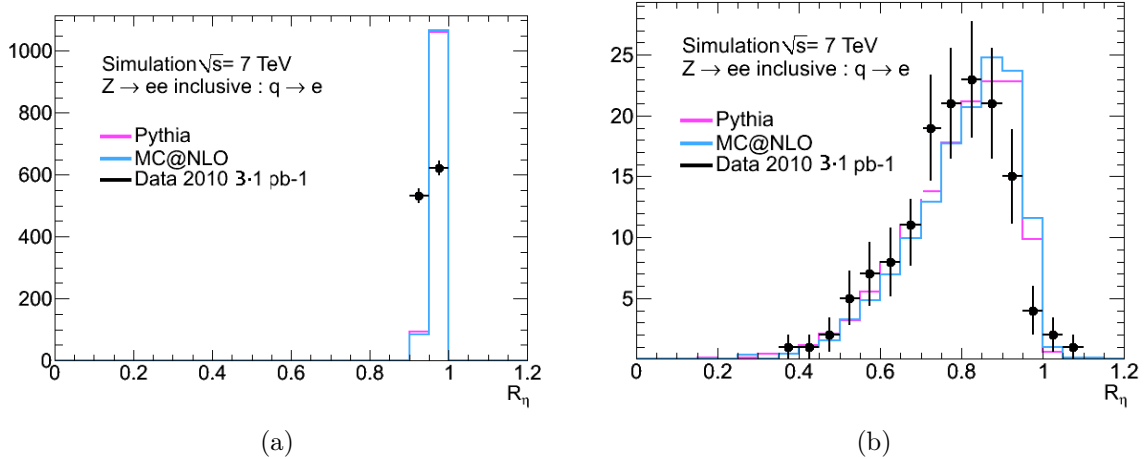 1000
800
600
400
200
0
0 0.2 0.4 0.6 0.8 1 1.2
Rη
Simulation √s= 7 TeV
Z → ee inclusive : q → e
Pythia
MC@NLO
Data 2010 3·1 pb-1
(a)
25
20
15
10
5
0 0.2 0.4 0.6 0.8 1 1.2
Rη
Simulation √s= 7 TeV
Z → ee inclusive : q → e
Pythia
MC@NLO
Data 2010 3·1 pb-1
(b)